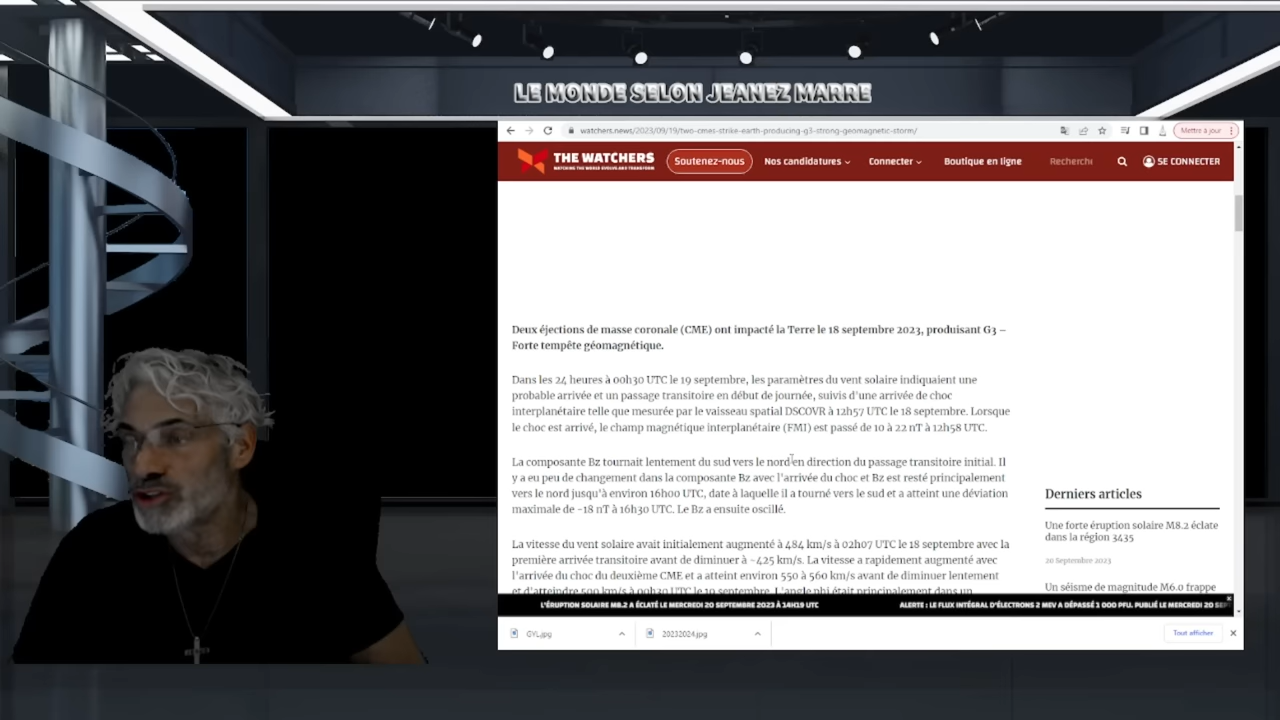 LE MONDE SELON JEANEZ MARRE
watchers.news/2023/09/19/two-cmes-strike-earth-producing-g3-strong-geomagnetic-storm/
Mettre à jour
THE WATCHERS
WATCHING THE WORLD EVOLVE AND TRANSFORM
Soutenez-nous
Nos candidatures
Connecter
Boutique en ligne
Recherche
SE CONNECTER
Deux éjections de masse coronale (CME) ont impacté la Terre le 18 septembre 2023, produisant G3 –
Forte tempête géomagnétique.
Dans les 24 heures à 00h30 UTC le 19 septembre, les paramètres du vent solaire indiquaient une
probable arrivée et un passage transitoire en début de journée, suivis d'une arrivée de choc
interplanétaire telle que mesurée par le vaisseau spatial DSCOVR à 12h57 UTC le 18 septembre. Lorsque
le choc est arrivé, le champ magnétique interplanétaire (FMI) est passé de 10 à 22 nT à 12h58 UTC.
La composante Bz tournait lentement du sud vers le nord en direction du passage transitoire initial. Il
y a eu peu de changement dans la composante Bz avec l'arrivée du choc et Bz est resté principalement
vers le nord jusqu'à environ 16h00 UTC, date à laquelle il a tourné vers le sud et a atteint une déviation
maximale de -18 nT à 16h30 UTC. Le Bz a ensuite oscillé.
La vitesse du vent solaire avait initialement augmenté à 484 km/s à 02h07 UTC le 18 septembre avec la
première arrivée transitoire avant de diminuer à ~425 km/s. La vitesse a rapidement augmenté avec
l'arrivée du choc du deuxième CME et a atteint environ 550 à 560 km/s avant de diminuer lentement
et d'atteindre 500 km/s à 00h30 UTC le 19 septembre. L'angle phi était principalement dans un
Derniers articles
Une forte éruption solaire M8.2 éclate
dans la région 3435
20 Septembre 2023
Un séisme de magnitude M6.0 frappe
L'ÉRUPTION SOLAIRE M8.2 A ÉCLATÉ LE MERCREDI 20 SEPTEMBRE 2023 À 14H19 UTC
ALERTE : LE FLUX INTÉGRAL D'ÉLECTRONS 2 MEV A DÉPASSÉ 1 000 PFU. PUBLIÉ LE MERCREDI 20
GYL.jpg
20232024.jpg
Tout afficher